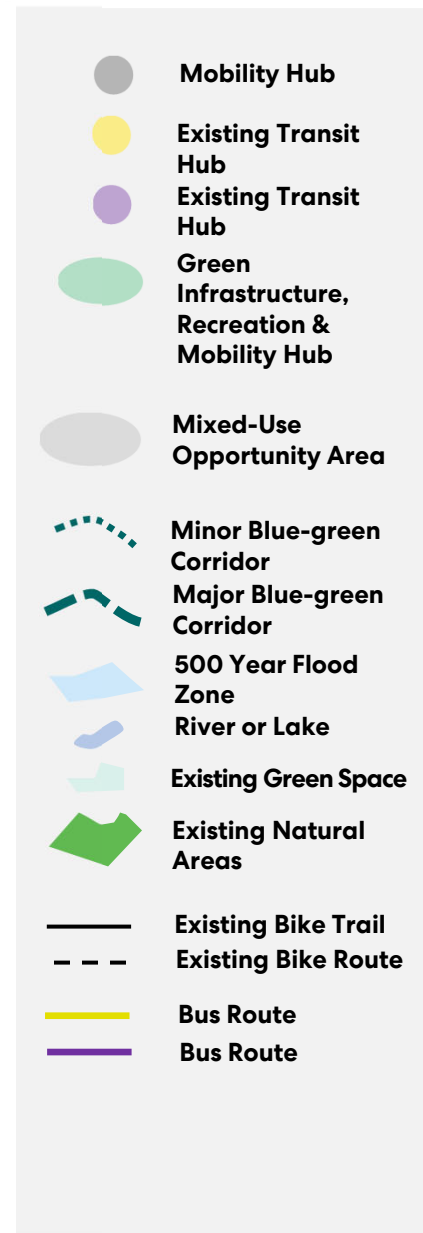 Mobility Hub
Existing Transit
Hub
Existing Transit
Hub
Green
Infrastructure,
Recreation &
Mobility Hub
Mixed-Use
Opportunity Area
Minor Blue-green
Corridor
Major Blue-green
Corridor
500 Year Flood
Zone
River or Lake
Existing Green Space
Existing Natural
Areas
Existing Bike Trail
Existing Bike Route
Bus Route
Bus Route